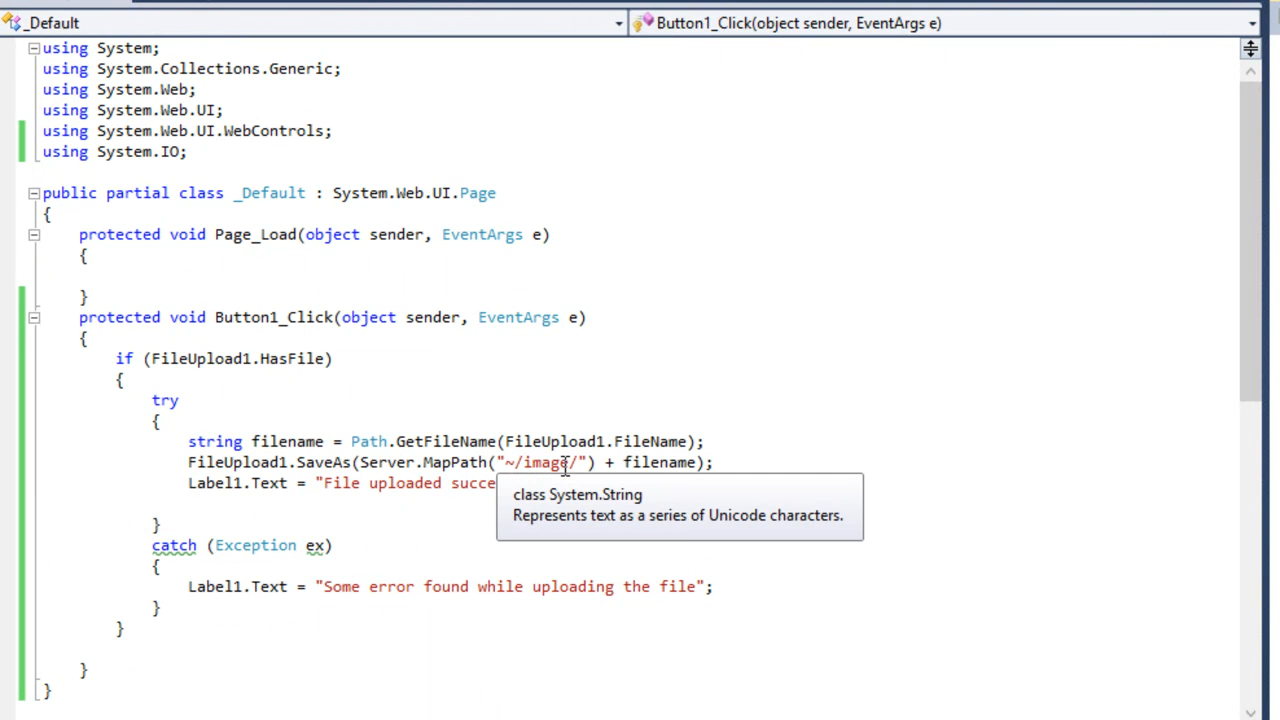 _Default
Button1_Click(object sender, EventArgs e)
using System;
using System.Collections.Generic;
using System.Web;
using System.Web.UI;
using System.Web.UI.WebControls;
using System.IO;
public partial class _Default : System.Web.UI.Page
{
protected void Page_Load(object sender, EventArgs e)
{
}
protected void Button1_Click(object sender, EventArgs e)
{
if (FileUpload1.HasFile)
{
try
{
string filename = Path.GetFileName(FileUpload1.FileName);
FileUpload1.SaveAs(Server.MapPath("~/image/") + filename);
Label1.Text = "File uploaded succe
class System.String
Represents text as a series of Unicode characters.
}
catch (Exception ex)
{
Label1.Text = "Some error found while uploading the file";
}
}
}
}